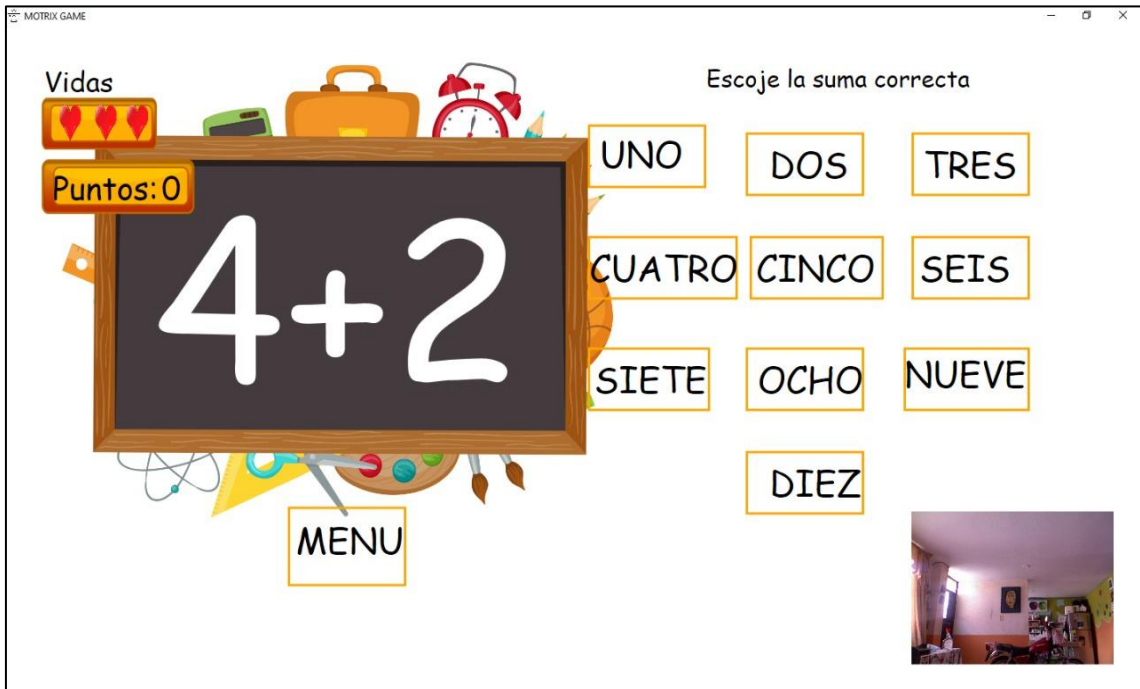 MOTRIX GAME
Vidas
Puntos:0
4+2
Escoje la suma correcta
UNO DOS TRES
CUATRO CINCO SEIS
SIETE OCHO NUEVE
DIEZ
MENU